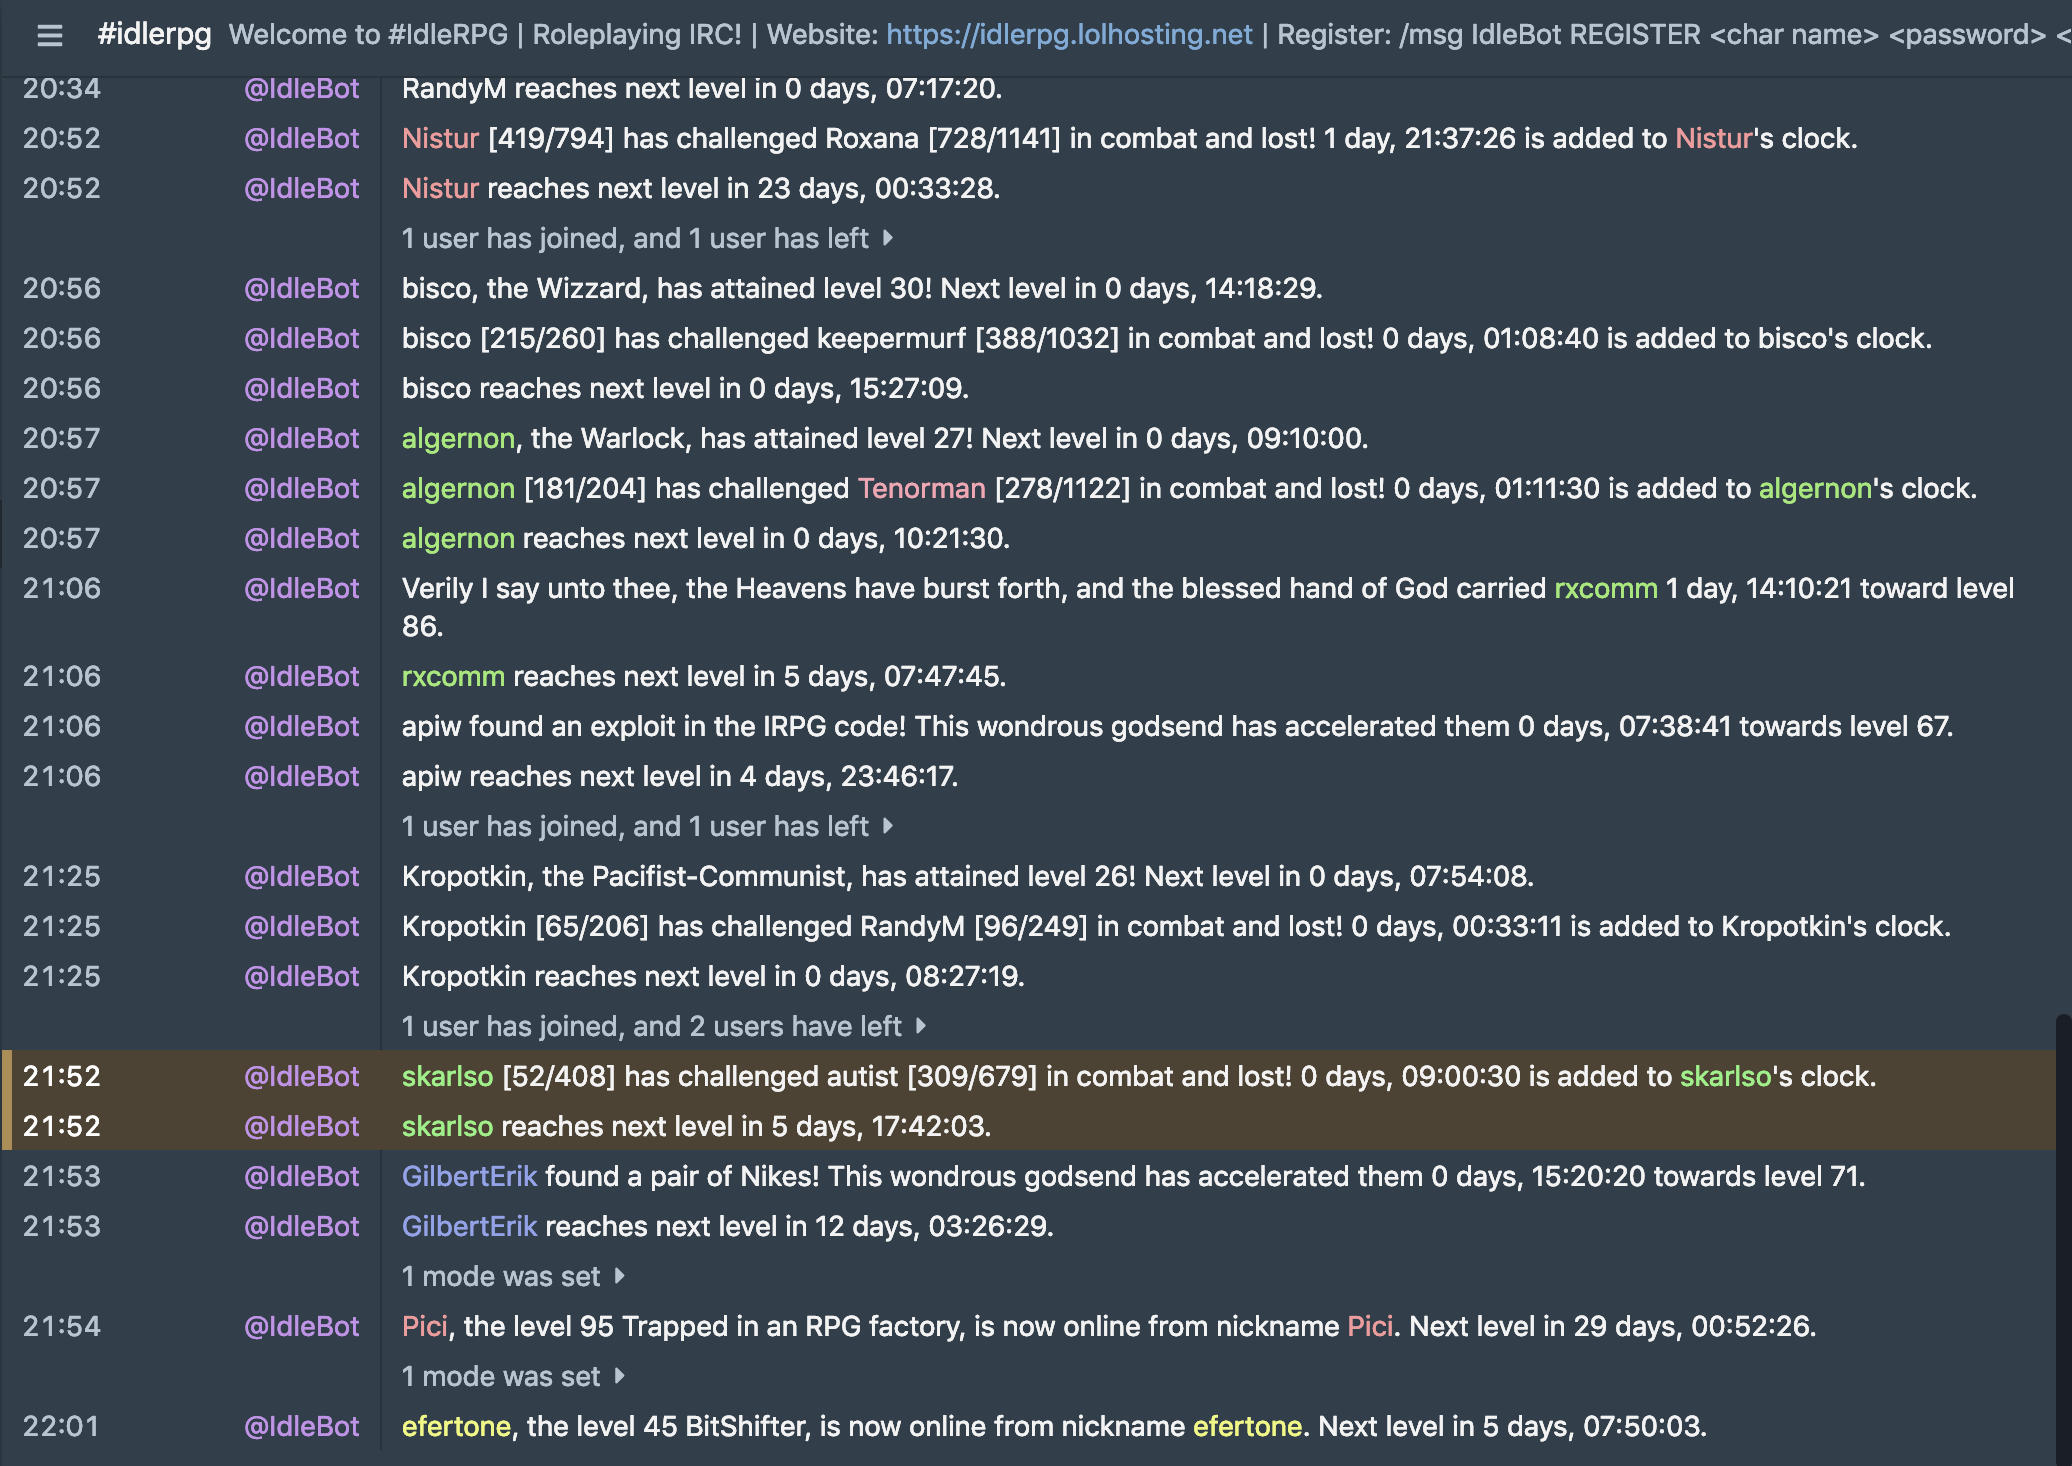 #idlerpg Welcome to #IdleRPG | Roleplaying IRC! | Website: https://idlerpg.lolhosting.net | Register: /msg IdleBot REGISTER <char name> <password> <
20:34 @IdleBot RandyM reaches next level in 0 days, 07:17:20.
20:52 @IdleBot Nistur [419/794] has challenged Roxana [728/1141] in combat and lost! 1 day, 21:37:26 is added to Nistur's clock.
20:52 @IdleBot Nistur reaches next level in 23 days, 00:33:28.
1 user has joined, and 1 user has left
20:56 @IdleBot bisco, the Wizzard, has attained level 30! Next level in 0 days, 14:18:29.
20:56 @IdleBot bisco [215/260] has challenged keepermurf [388/1032] in combat and lost! 0 days, 01:08:40 is added to bisco's clock.
20:56 @IdleBot bisco reaches next level in 0 days, 15:27:09.
20:57 @IdleBot algernon, the Warlock, has attained level 27! Next level in 0 days, 09:10:00.
20:57 @IdleBot algernon [181/204] has challenged Tenorman [278/1122] in combat and lost! 0 days, 01:11:30 is added to algernon's clock.
20:57 @IdleBot algernon reaches next level in 0 days, 10:21:30.
21:06 @IdleBot Verily I say unto thee, the Heavens have burst forth, and the blessed hand of God carried rxcomm 1 day, 14:10:21 toward level
86.
21:06 @IdleBot rxcomm reaches next level in 5 days, 07:47:45.
21:06 @IdleBot apiw found an exploit in the IRPG code! This wondrous godsend has accelerated them 0 days, 07:38:41 towards level 67.
21:06 @IdleBot apiw reaches next level in 4 days, 23:46:17.
1 user has joined, and 1 user has left
21:25 @IdleBot Kropotkin, the Pacifist-Communist, has attained level 26! Next level in 0 days, 07:54:08.
21:25 @IdleBot Kropotkin [65/206] has challenged RandyM [96/249] in combat and lost! 0 days, 00:33:11 is added to Kropotkin's clock.
21:25 @IdleBot Kropotkin reaches next level in 0 days, 08:27:19.
1 user has joined, and 2 users have left
21:52 @IdleBot skarlso [52/408] has challenged autist [309/679] in combat and lost! 0 days, 09:00:30 is added to skarlso's clock.
21:52 @IdleBot skarlso reaches next level in 5 days, 17:42:03.
21:53 @IdleBot GilbertErik found a pair of Nikes! This wondrous godsend has accelerated them 0 days, 15:20:20 towards level 71.
21:53 @IdleBot GilbertErik reaches next level in 12 days, 03:26:29.
1 mode was set
21:54 @IdleBot Pici, the level 95 Trapped in an RPG factory, is now online from nickname Pici. Next level in 29 days, 00:52:26.
1 mode was set
22:01 @IdleBot efertone, the level 45 BitShifter, is now online from nickname efertone. Next level in 5 days, 07:50:03.